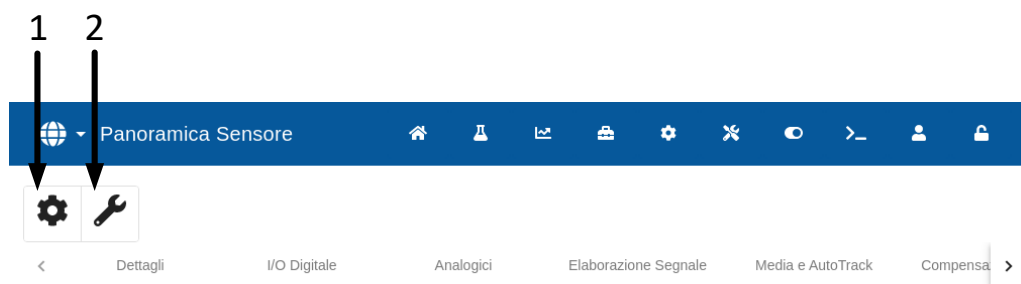 1 2
Panoramica Sensore
Dettagli I/O Digitale Analogici Elaborazione Segnale Media e AutoTrack Compensa